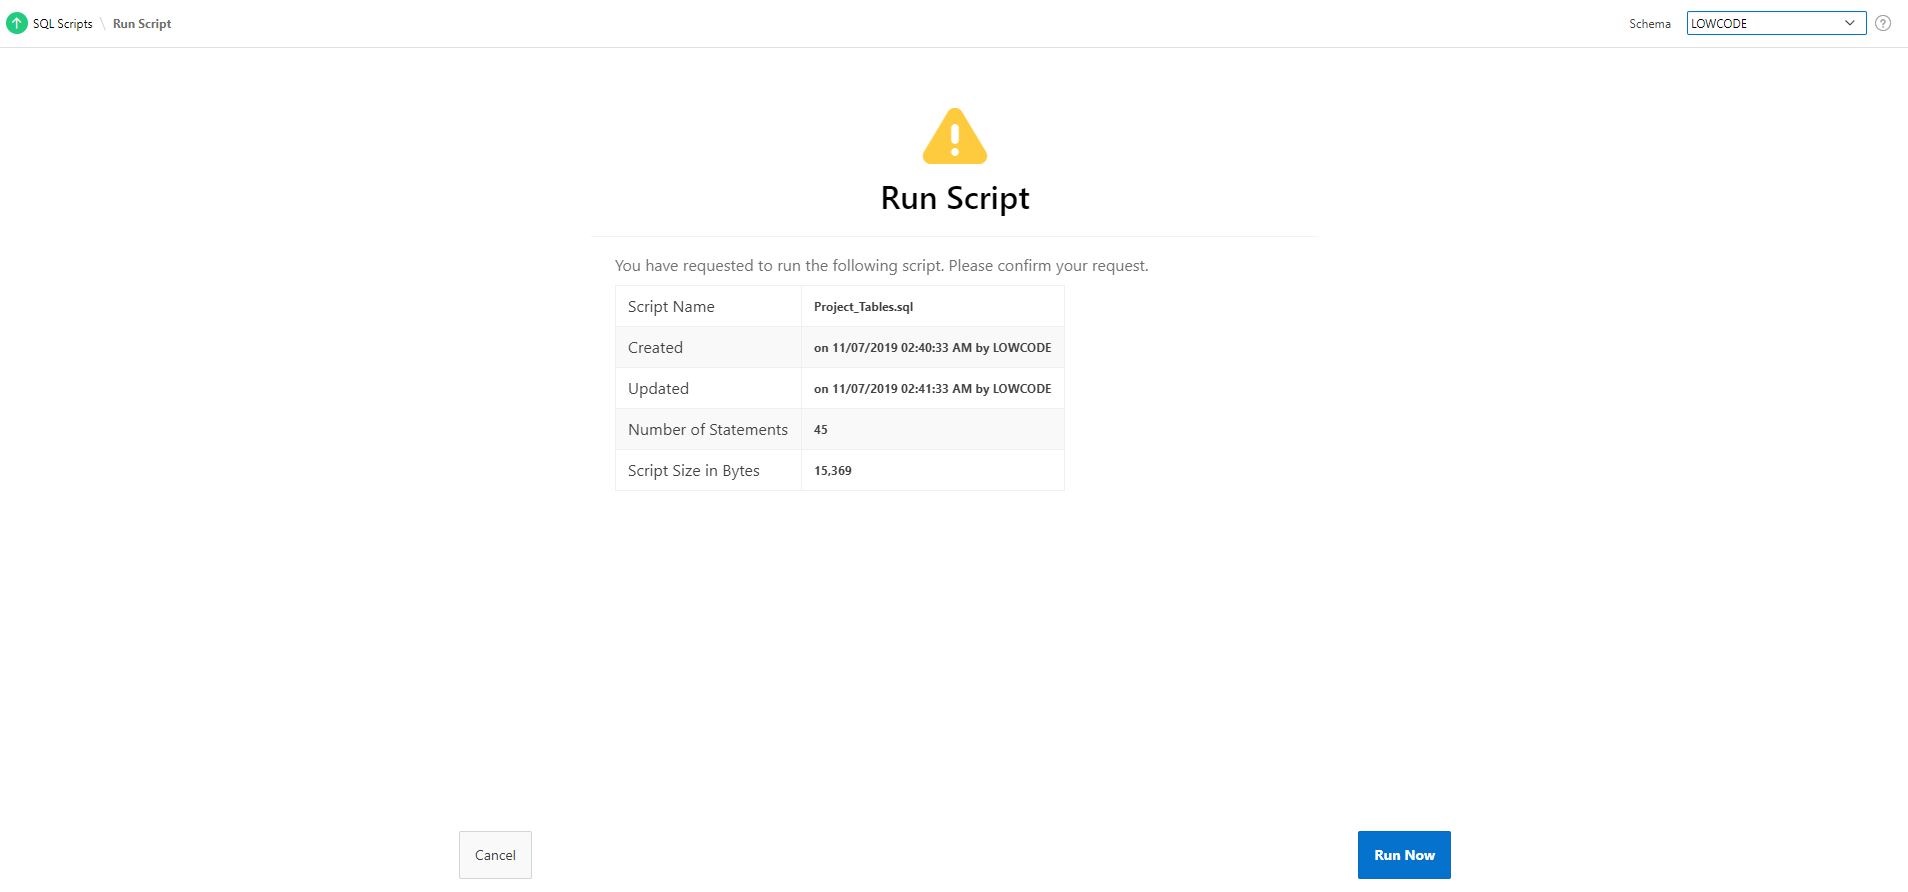 SQL Scripts \ Run Script
Schema LOWCODE
Run Script
You have requested to run the following script. Please confirm your request.
Script Name Project_Tables.sql
Created on 11/07/2019 02:40:33 AM by LOWCODE
Updated on 11/07/2019 02:41:33 AM by LOWCODE
Number of Statements 45
Script Size in Bytes 15,369
Cancel
Run Now